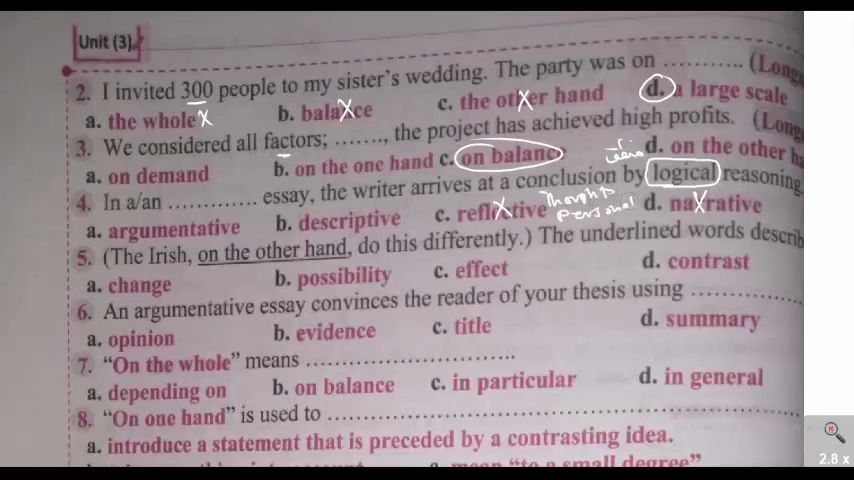 Unit (3)
2. I invited 300 people to my sister's wedding. The party was on ........... (Long
a. the whole x b. balance c. the other hand d. a large scale
3. We considered all factors; ......., the project has achieved high profits. (Long
a. on demand b. on the one hand c. on balance d. on the other ha
4. In a/an ............. essay, the writer arrives at a conclusion by logical reasoning.
a. argumentative b. descriptive c. reflective Thoughts personal d. narrative
5. (The Irish, on the other hand, do this differently.) The underlined words describ
a. change b. possibility c. effect d. contrast
6. An argumentative essay convinces the reader of your thesis using ................
a. opinion b. evidence c. title d. summary
7. "On the whole" means ..............................
a. depending on b. on balance c. in particular d. in general
8. "On one hand" is used to ......................................................
a. introduce a statement that is preceded by a contrasting idea.
"to a small degree"
2.8 x